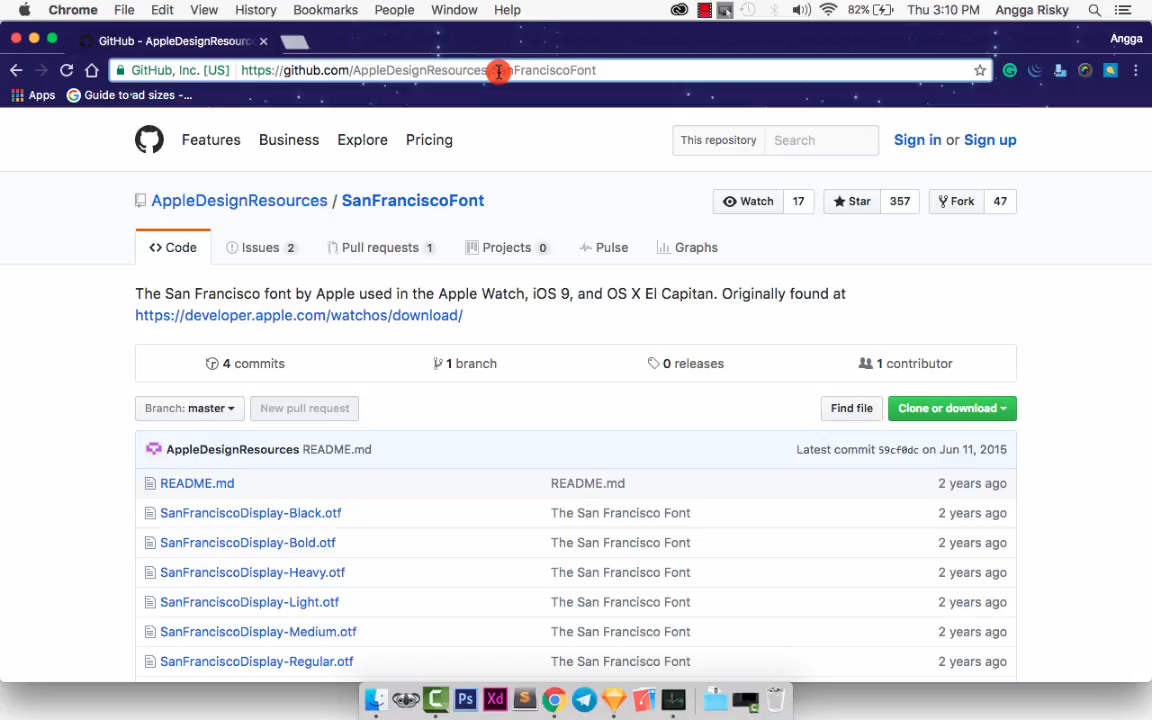 Chrome File Edit View History Bookmarks People Window Help 82% Thu 3:10 PM Angga Risky
GitHub - AppleDesignResourc Angga
GitHub, Inc. [US] https://github.com/AppleDesignResources/SanFranciscoFont
Apps Guide to ad sizes -...
Features Business Explore Pricing This repository Search Sign in or Sign up
AppleDesignResources / SanFranciscoFont Watch 17 Star 357 Fork 47
<> Code Issues 2 Pull requests 1 Projects 0 Pulse Graphs
The San Francisco font by Apple used in the Apple Watch, iOS 9, and OS X El Capitan. Originally found at
https://developer.apple.com/watchos/download/
4 commits 1 branch 0 releases 1 contributor
Branch: master New pull request Find file Clone or download
AppleDesignResources README.md Latest commit 59cf0dc on Jun 11, 2015
README.md README.md 2 years ago
SanFranciscoDisplay-Black.otf The San Francisco Font 2 years ago
SanFranciscoDisplay-Bold.otf The San Francisco Font 2 years ago
SanFranciscoDisplay-Heavy.otf The San Francisco Font 2 years ago
SanFranciscoDisplay-Light.otf The San Francisco Font 2 years ago
SanFranciscoDisplay-Medium.otf The San Francisco Font 2 years ago
SanFranciscoDisplay-Regular.otf The San Francisco Font 2 years ago
Ps Xd S